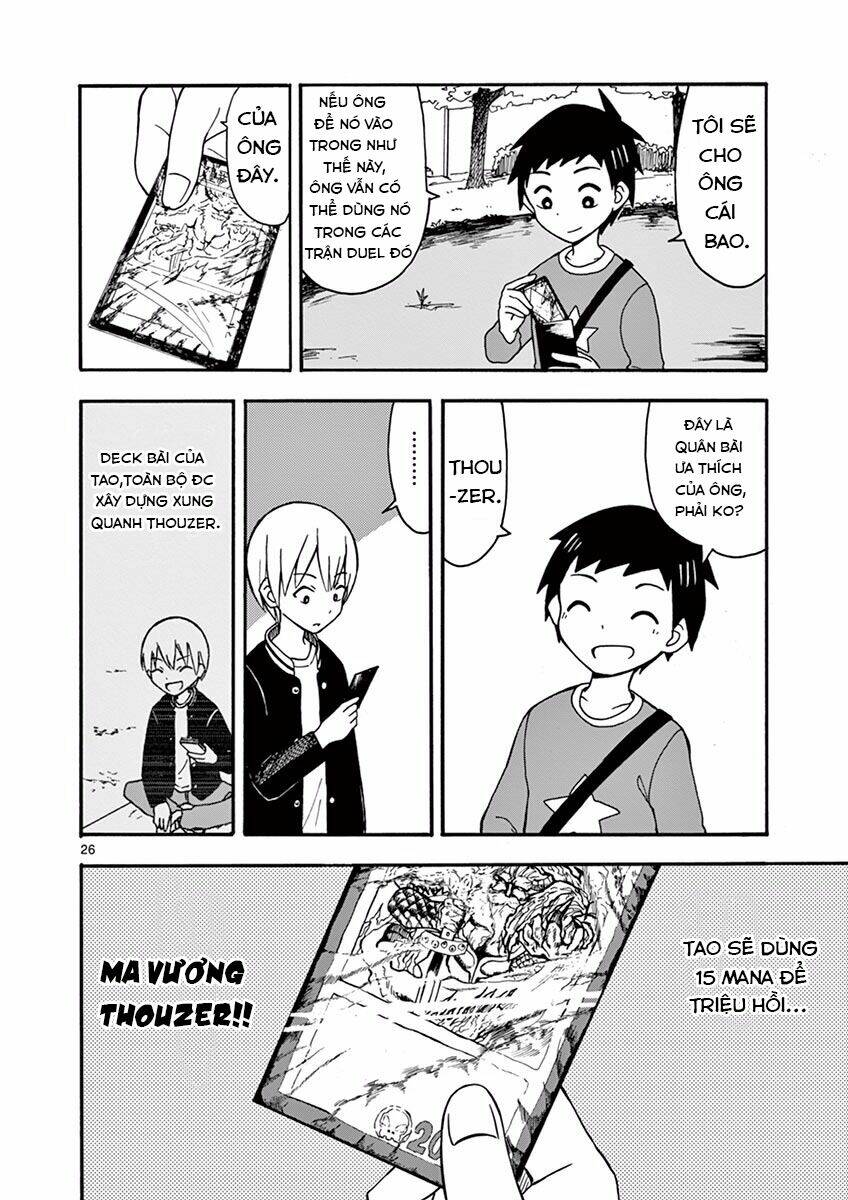 TÔI SẼ
CHO
ÔNG CÁI
BAO.
NẾU ÔNG
ĐỂ NÓ VÀO
TRONG NHƯ
THẾ NÀY,
ÔNG VẪN CÓ
THỂ DÙNG NÓ
TRONG CÁC
TRẬN DUEL ĐÓ
CỦA
ÔNG
ĐÂY.
ĐÂY LÀ
QUÂN BÀI
ƯA THÍCH
CỦA ÔNG,
PHẢI KO?
THOU
-ZER.
.........
DECK BÀI CỦA
TAO,TOÀN BỘ ĐC
XÂY DỰNG XUNG
QUANH THOUZER.
26
TAO SẼ DÙNG
15 MANA ĐỂ
TRIỆU HỒI...
MA VƯƠNG
THOUZER!!
20